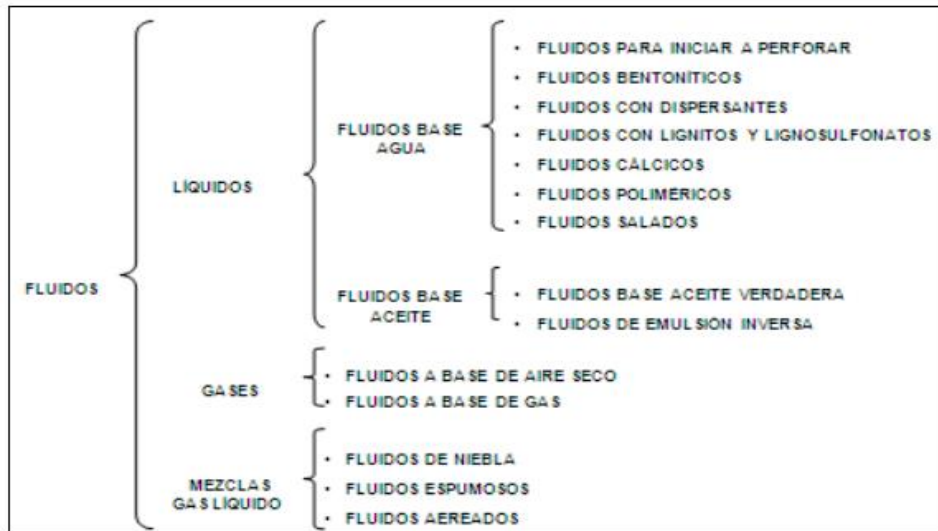 FLUIDOS
LÍQUIDOS
FLUIDOS BASE
AGUA
• FLUIDOS PARA INICIAR A PERFORAR
• FLUIDOS BENTONÍTICOS
• FLUIDOS CON DISPERSANTES
• FLUIDOS CON LIGNITOS Y LIGNOSULFONATOS
• FLUIDOS CÁLCICOS
• FLUIDOS POLIMÉRICOS
• FLUIDOS SALADOS
FLUIDOS BASE
ACEITE
• FLUIDOS BASE ACEITE VERDADERA
• FLUIDOS DE EMULSIÓN INVERSA
GASES
• FLUIDOS A BASE DE AIRE SECO
• FLUIDOS A BASE DE GAS
MEZCLAS
GAS LÍQUIDO
• FLUIDOS DE NIEBLA
• FLUIDOS ESPUMOSOS
• FLUIDOS AEREADOS